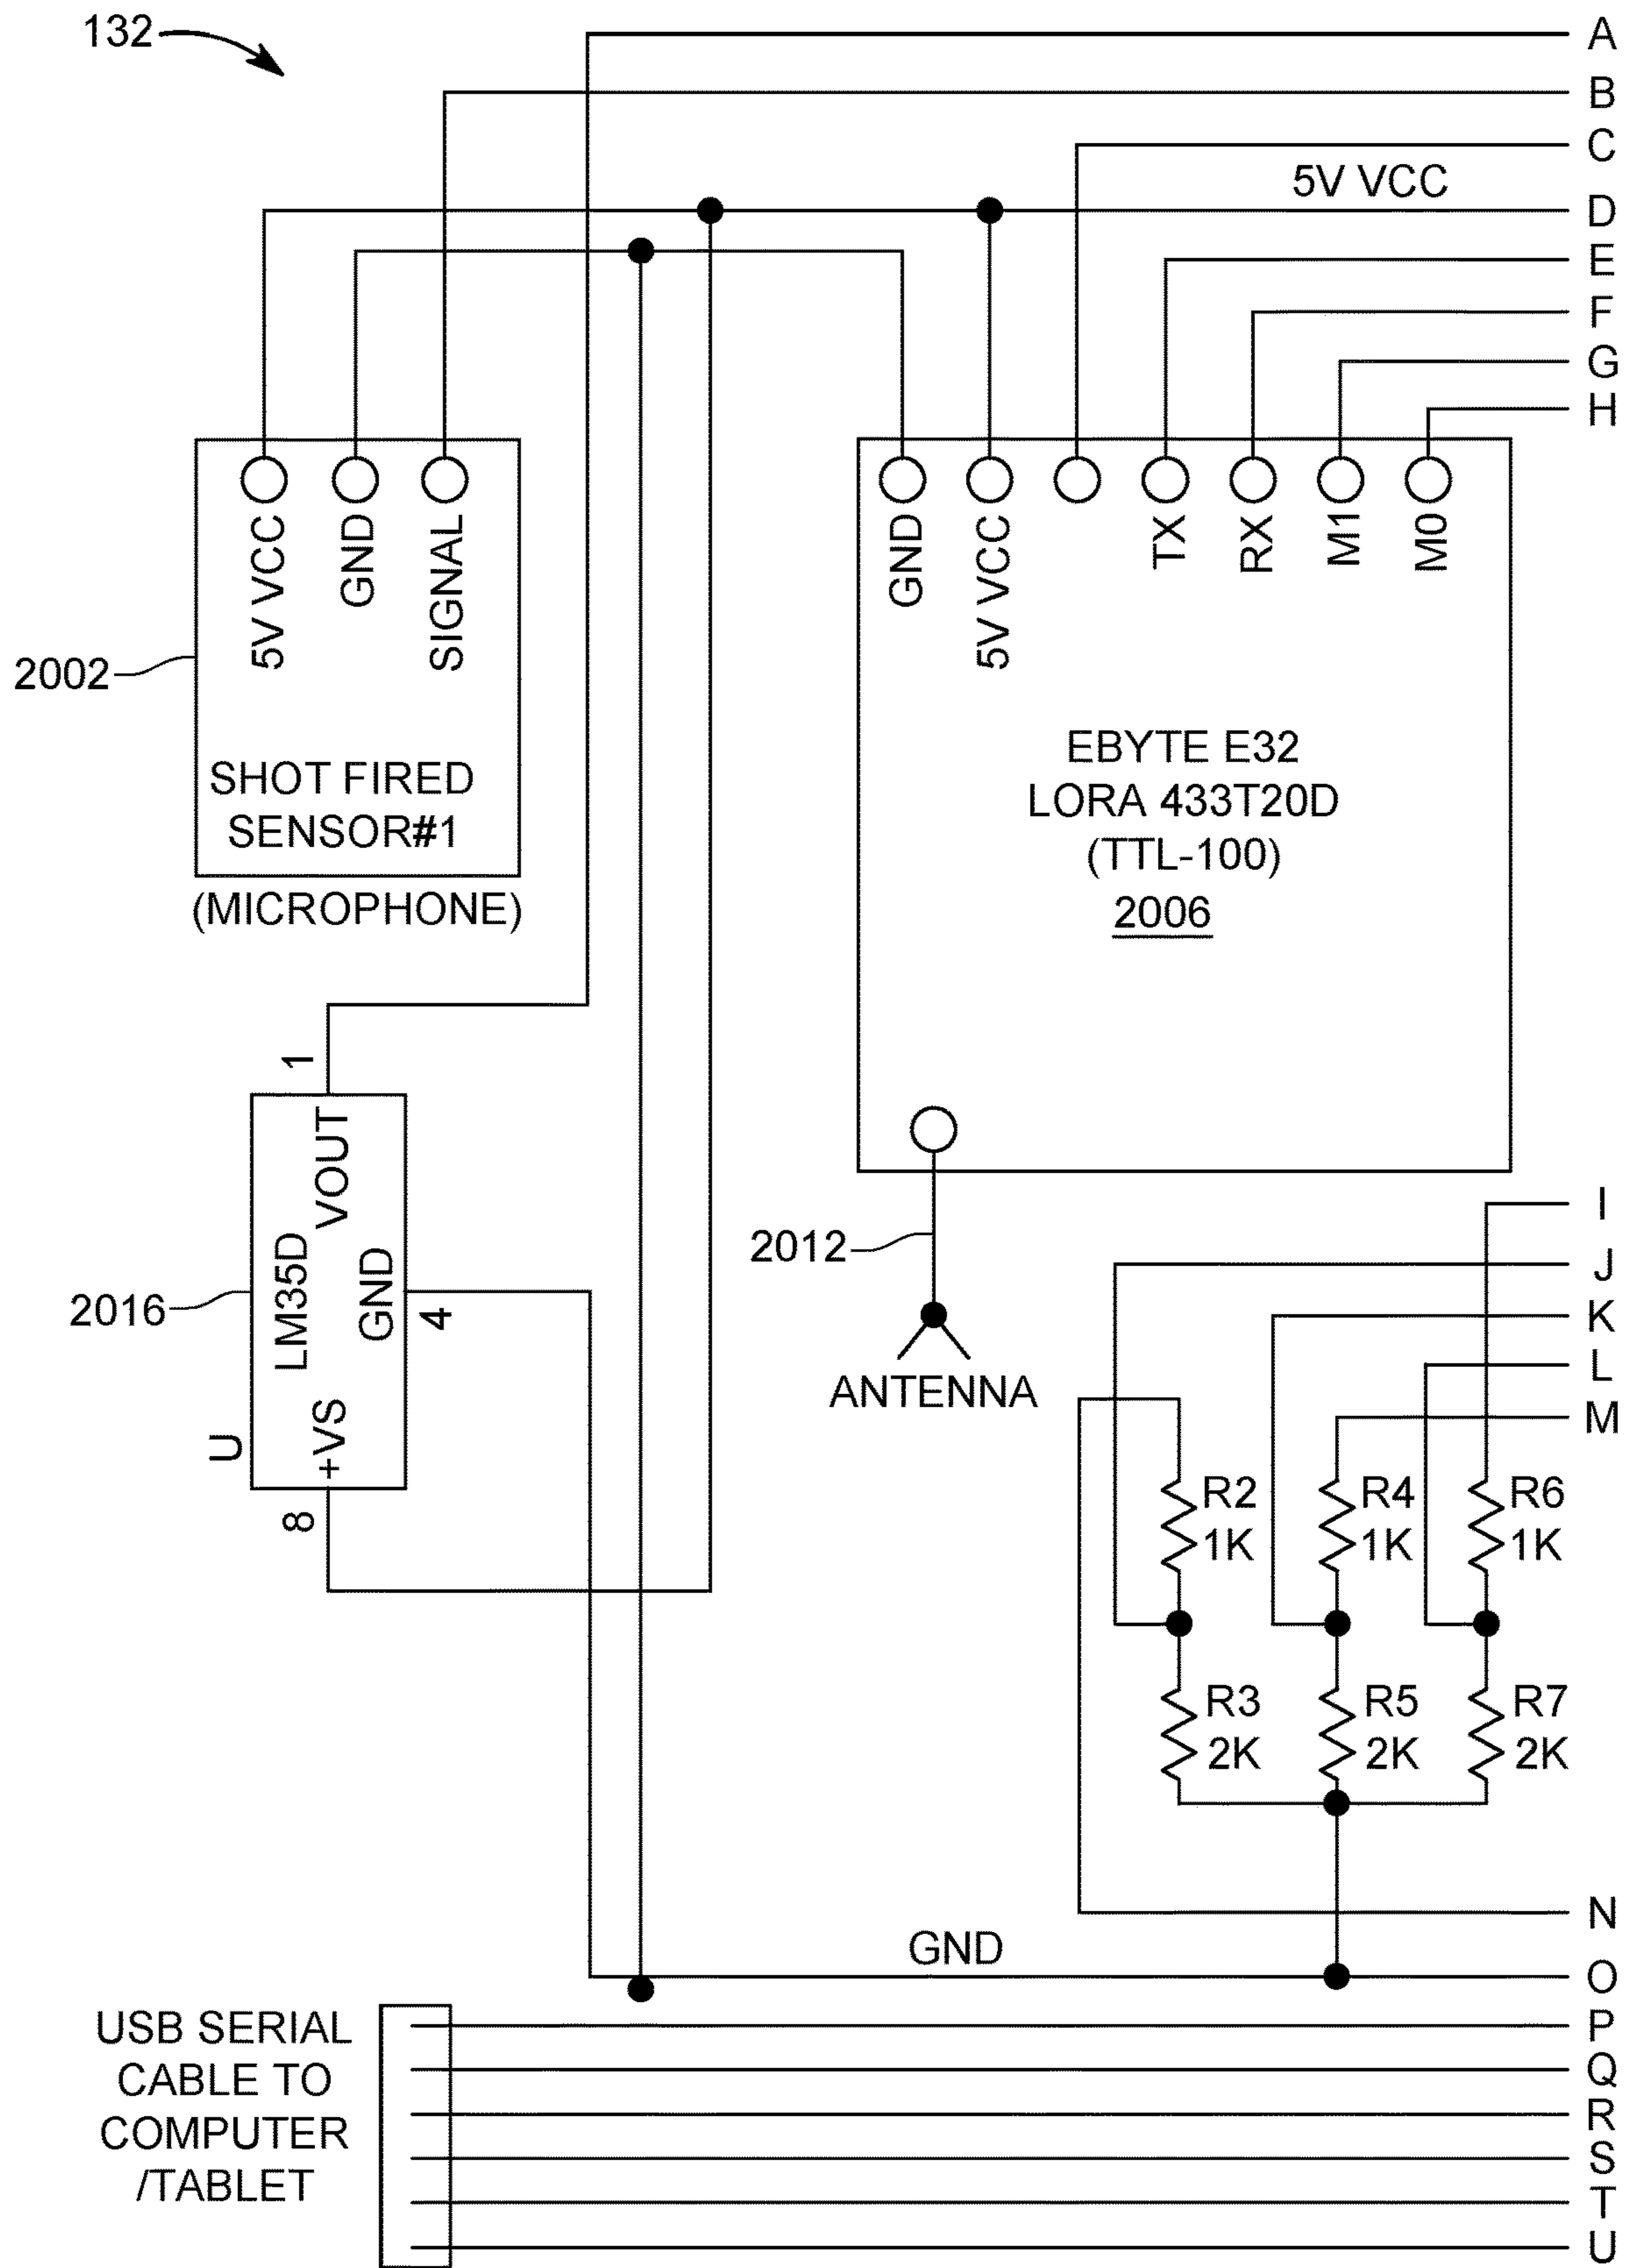 132
A
B
C
5V VCC
D
E
F
G
H
5V VCC
GND
SIGNAL
2002
SHOT FIRED
SENSOR#1
(MICROPHONE)
GND
5V VCC
TX
RX
M1
M0
EBYTE E32
LORA 433T20D
(TTL-100)
2006
1
VOUT
LM35D
GND
4
2016
+VS
U
8
2012
ANTENNA
I
J
K
L
M
R2
1K
R4
1K
R6
1K
R3
2K
R5
2K
R7
2K
N
GND
O
USB SERIAL
CABLE TO
COMPUTER
/TABLET
P
Q
R
S
T
U